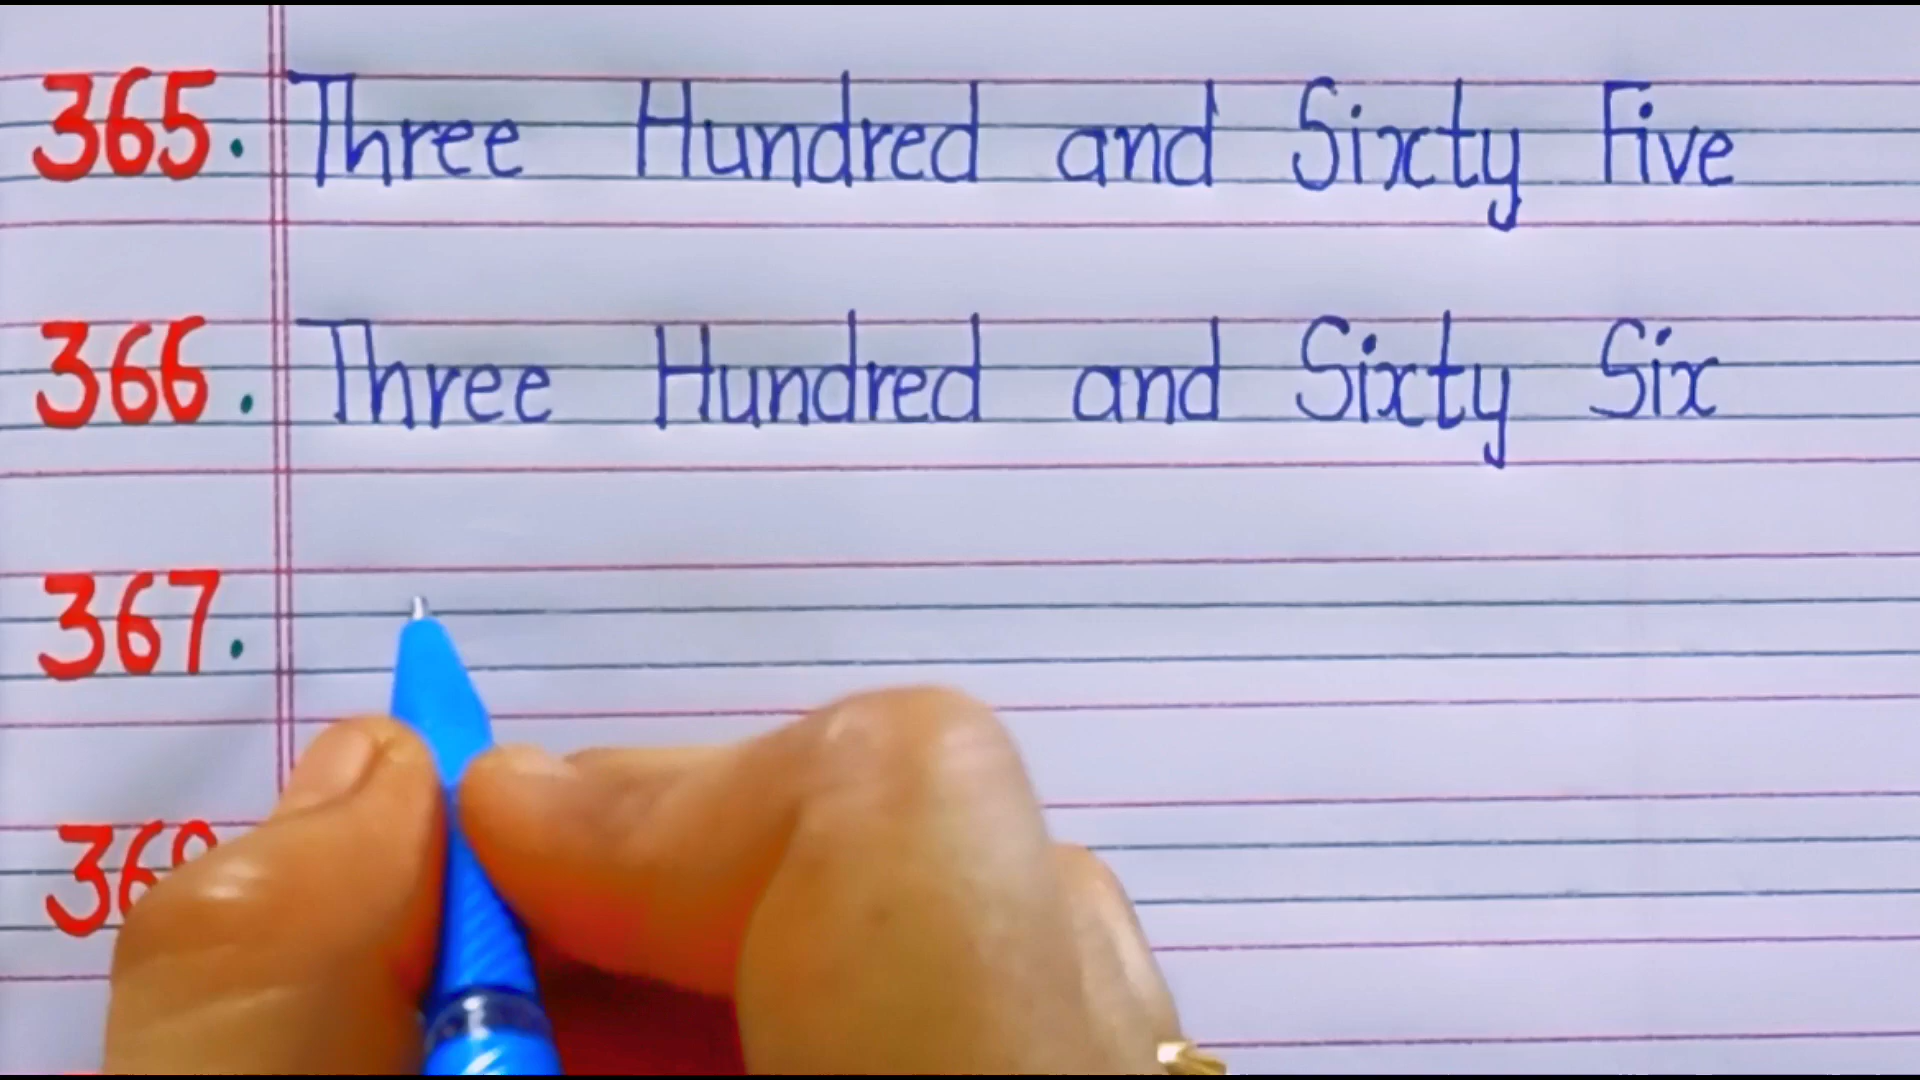 365. Three Hundred and Sixty Five
366. Three Hundred and Sixty Six
367.